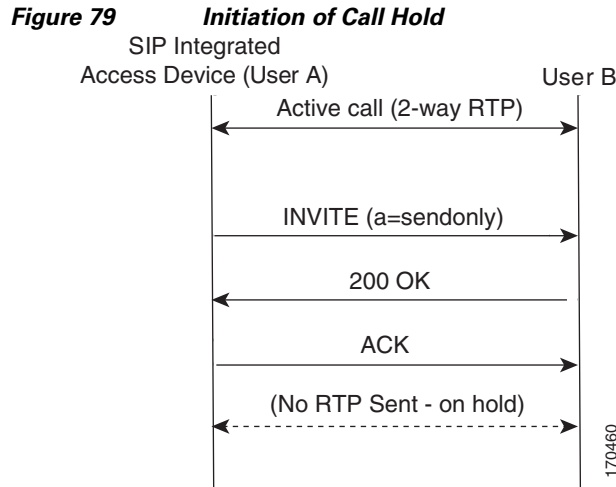 Figure 79 Initiation of Call Hold
SIP Integrated
Access Device (User A)
User B
Active call (2-way RTP)
INVITE (a=sendonly)
200 OK
ACK
(No RTP Sent - on hold)
170460